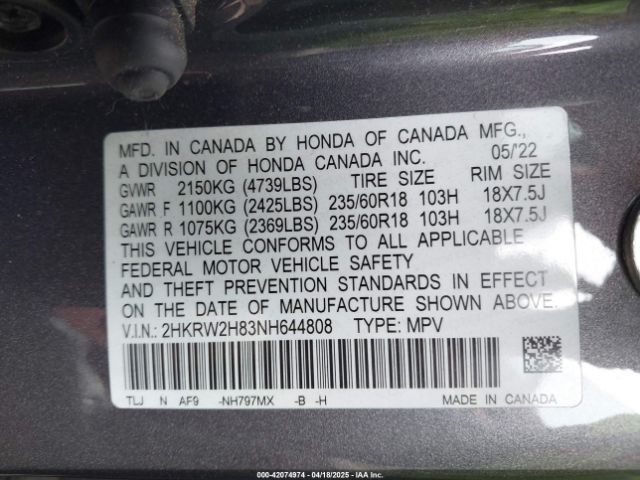 MFD. IN CANADA BY HONDA OF CANADA MFG.,
A DIVISION OF HONDA CANADA INC. 05/'22
GVWR 2150KG (4739LBS) TIRE SIZE RIM SIZE
GAWR F 1100KG (2425LBS) 235/60R18 103H 18X7.5J
GAWR R 1075KG (2369LBS) 235/60R18 103H 18X7.5J
THIS VEHICLE CONFORMS TO ALL APPLICABLE
FEDERAL MOTOR VEHICLE SAFETY
AND THEFT PREVENTION STANDARDS IN EFFECT
ON THE DATE OF MANUFACTURE SHOWN ABOVE.
V.I.N.: 2HKRW2H83NH644808 TYPE: MPV
TLJ N AF9 -NH797MX -B -H MADE IN CANADA
000-42074974 - 04/18/2025 - IAA Inc.